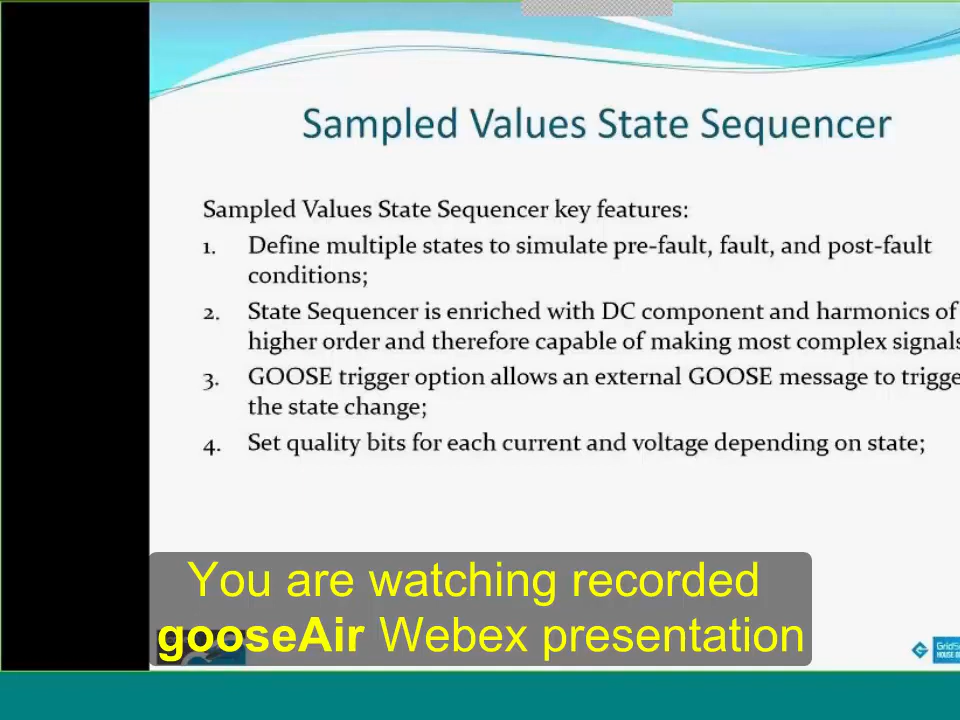 Sampled Values State Sequencer
Sampled Values State Sequencer key features:
1. Define multiple states to simulate pre-fault, fault, and post-fault
conditions;
2. State Sequencer is enriched with DC component and harmonics of
higher order and therefore capable of making most complex signals
3. GOOSE trigger option allows an external GOOSE message to trigge
the state change;
4. Set quality bits for each current and voltage depending on state;
You are watching recorded
gooseAir Webex presentation